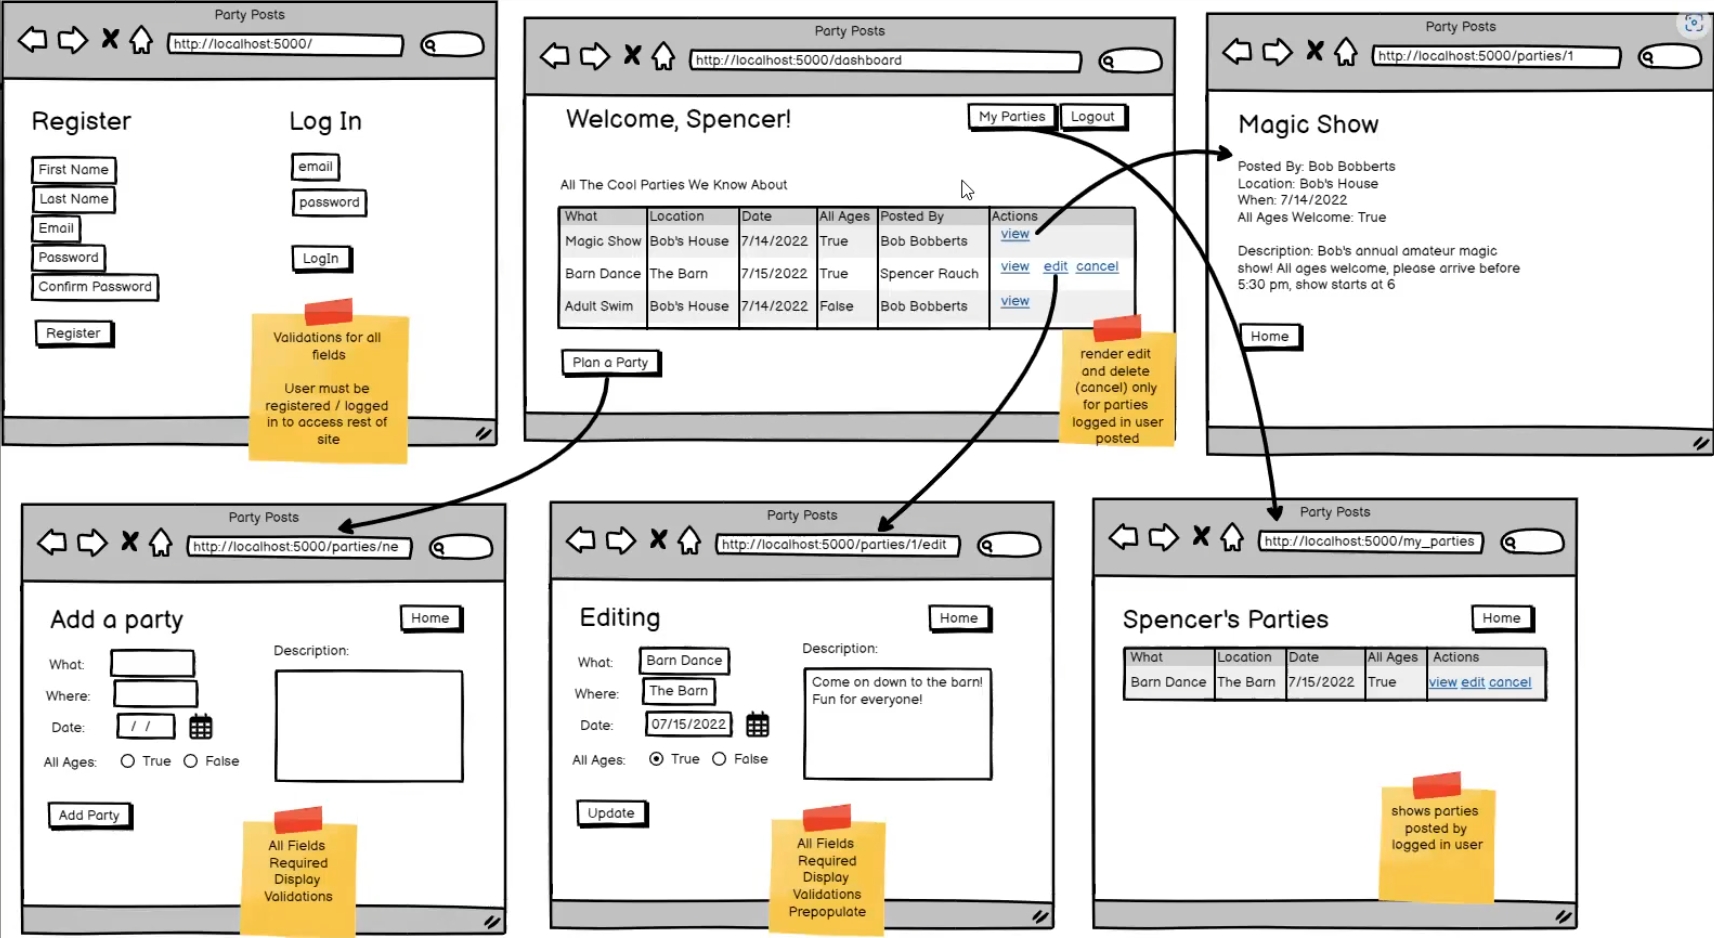 Party Posts
http://localhost:5000/
Register
First Name
Last Name
Email
Password
Confirm Password
Register
Log In
email
password
LogIn
Validations for all
fields
User must be
registered / logged
in to access rest of
site
Party Posts
http://localhost:5000/dashboard
Welcome, Spencer!
My Parties
Logout
All The Cool Parties We Know About
What Location Date All Ages Posted By Actions
Magic Show Bob's House 7/14/2022 True Bob Bobberts view
Barn Dance The Barn 7/15/2022 True Spencer Rauch view edit cancel
Adult Swim Bob's House 7/14/2022 False Bob Bobberts view
Plan a Party
render edit
and delete
(cancel) only
for parties
logged in user
posted
Party Posts
http://localhost:5000/parties/1
Magic Show
Posted By: Bob Bobberts
Location: Bob's House
When: 7/14/2022
All Ages Welcome: True
Description: Bob's annual amateur magic
show! All ages welcome, please arrive before
5:30 pm, show starts at 6
Home
Party Posts
http://localhost:5000/parties/ne
Add a party
Home
What:
Where:
Date: / /
All Ages: True False
Description:
Add Party
All Fields
Required
Display
Validations
Party Posts
http://localhost:5000/parties/1/edit
Editing
Home
What: Barn Dance
Where: The Barn
Date: 07/15/2022
All Ages: True False
Description:
Come on down to the barn!
Fun for everyone!
Update
All Fields
Required
Display
Validations
Prepopulate
Party Posts
http://localhost:5000/my_parties
Spencer's Parties
Home
What Location Date All Ages Actions
Barn Dance The Barn 7/15/2022 True view edit cancel
shows parties
posted by
logged in user